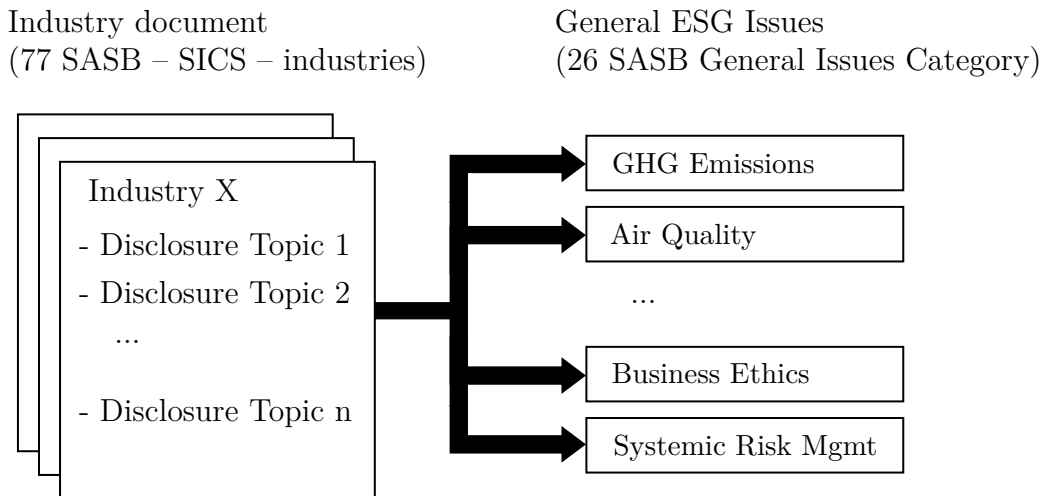 Industry document
(77 SASB – SICS – industries)
General ESG Issues
(26 SASB General Issues Category)
Industry X
- Disclosure Topic 1
- Disclosure Topic 2
...
- Disclosure Topic n
GHG Emissions
Air Quality
...
Business Ethics
Systemic Risk Mgmt